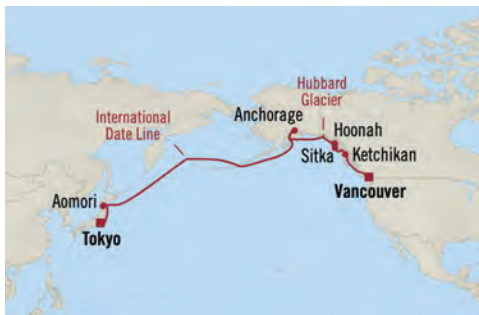 Hubbard
Glacier
International
Date Line
Anchorage
Hoonah
Sitka
Ketchikan
Vancouver
Aomori
Tokyo